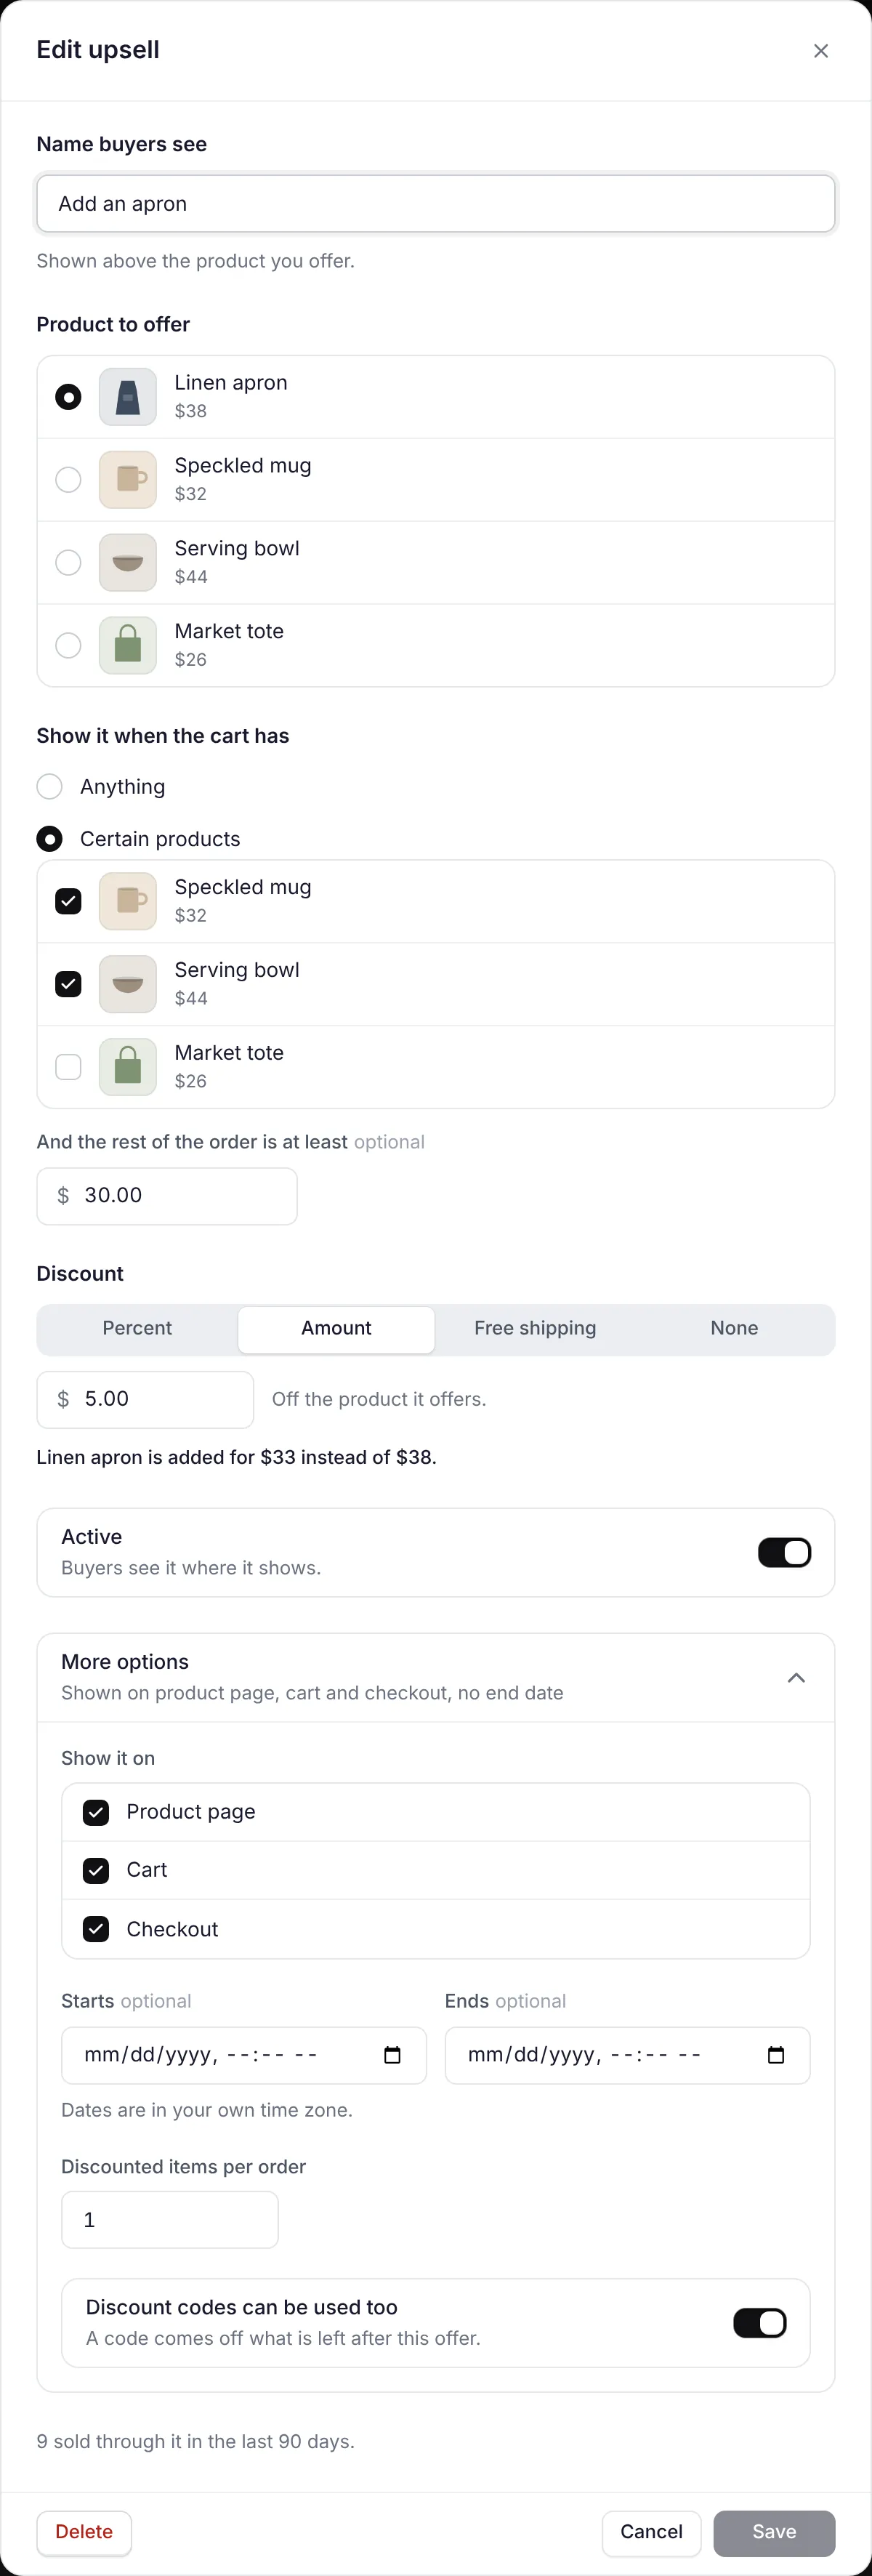 Edit upsell
Name buyers see
Add an apron
Shown above the product you offer.
Product to offer
Linen apron
$38
Speckled mug
$32
Serving bowl
$44
Market tote
$26
Show it when the cart has
Anything
Certain products
Speckled mug
$32
Serving bowl
$44
Market tote
$26
And the rest of the order is at least optional
$ 30.00
Discount
Percent Amount Free shipping None
$ 5.00 Off the product it offers.
Linen apron is added for $33 instead of $38.
Active
Buyers see it where it shows.
More options
Shown on product page, cart and checkout, no end date
Show it on
Product page
Cart
Checkout
Starts optional Ends optional
mm/dd/yyyy, --:-- -- mm/dd/yyyy, --:-- --
Dates are in your own time zone.
Discounted items per order
1
Discount codes can be used too
A code comes off what is left after this offer.
9 sold through it in the last 90 days.
Delete Cancel Save